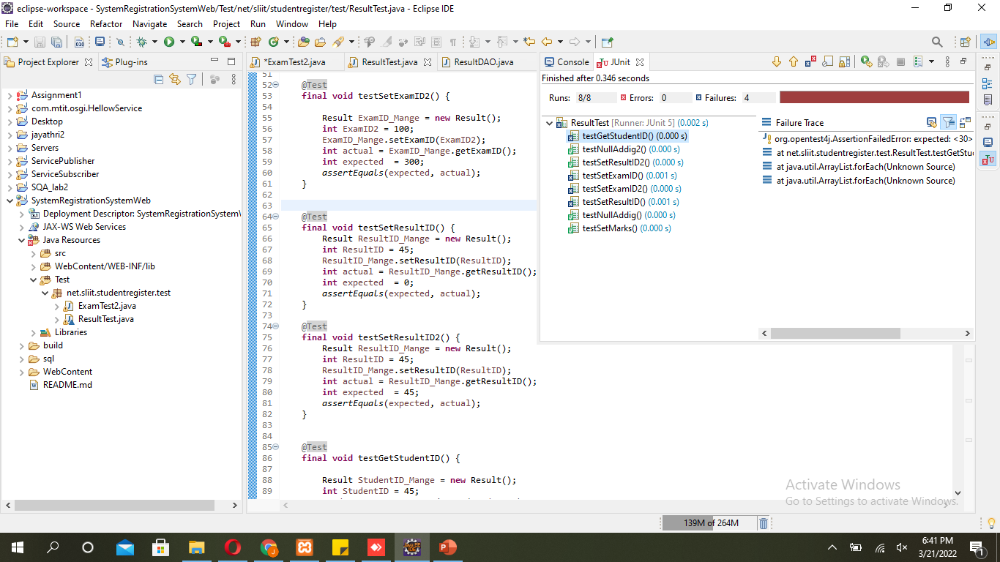 eclipse-workspace - SystemRegistrationSystemWeb/Test/net/sliit/studentregister/test/ResultTest.java - Eclipse IDE
File Edit Source Refactor Navigate Search Project Run Window Help
Project Explorer Plug-ins
Assignment1
com.mtit.osgi.HellowService
Desktop
jayathri2
Servers
ServicePublisher
ServiceSubscriber
SQA_lab2
SystemRegistrationSystemWeb
Deployment Descriptor: SystemRegistrationSystemW
JAX-WS Web Services
Java Resources
src
WebContent/WEB-INF/lib
Test
net.sliit.studentregister.test
ExamTest2.java
ResultTest.java
Libraries
build
sql
WebContent
README.md
*ExamTest2.java ResultTest.java ResultDAO.java
51
52 @Test
53 final void testSetExamID2() {
54
55 Result ExamID_Mange = new Result();
56 int ExamID2 = 100;
57 ExamID_Mange.setExamID(ExamID2);
58 int actual = ExamID_Mange.getExamID();
59 int expected  = 300;
60 assertEquals(expected, actual);
61 }
62
63
64 @Test
65 final void testSetResultID() {
66 Result ResultID_Mange = new Result();
67 int ResultID = 45;
68 ResultID_Mange.setResultID(ResultID);
69 int actual = ResultID_Mange.getResultID();
70 int expected  = 0;
71 assertEquals(expected, actual);
72 }
73
74 @Test
75 final void testSetResultID2() {
76 Result ResultID_Mange = new Result();
77 int ResultID = 45;
78 ResultID_Mange.setResultID(ResultID);
79 int actual = ResultID_Mange.getResultID();
80 int expected  = 45;
81 assertEquals(expected, actual);
82 }
83
84
85 @Test
86 final void testGetStudentID() {
87
88 Result StudentID_Mange = new Result();
89 int StudentID = 45;
Console JUnit
Finished after 0.346 seconds
Runs: 8/8 Errors: 0 Failures: 4
ResultTest [Runner: JUnit 5] (0.002 s)
testGetStudentID() (0.000 s)
testNullAddig2() (0.000 s)
testSetResultID2() (0.000 s)
testSetExamID() (0.001 s)
testSetExamID2() (0.000 s)
testSetResultID() (0.001 s)
testNullAddig() (0.000 s)
testSetMarks() (0.000 s)
Failure Trace
org.opentest4j.AssertionFailedError: expected: <30>
at net.sliit.studentregister.test.ResultTest.testGetStu
at java.util.ArrayList.forEach(Unknown Source)
at java.util.ArrayList.forEach(Unknown Source)
Activate Windows
Go to Settings to activate Windows.
139M of 264M
6:41 PM
3/21/2022